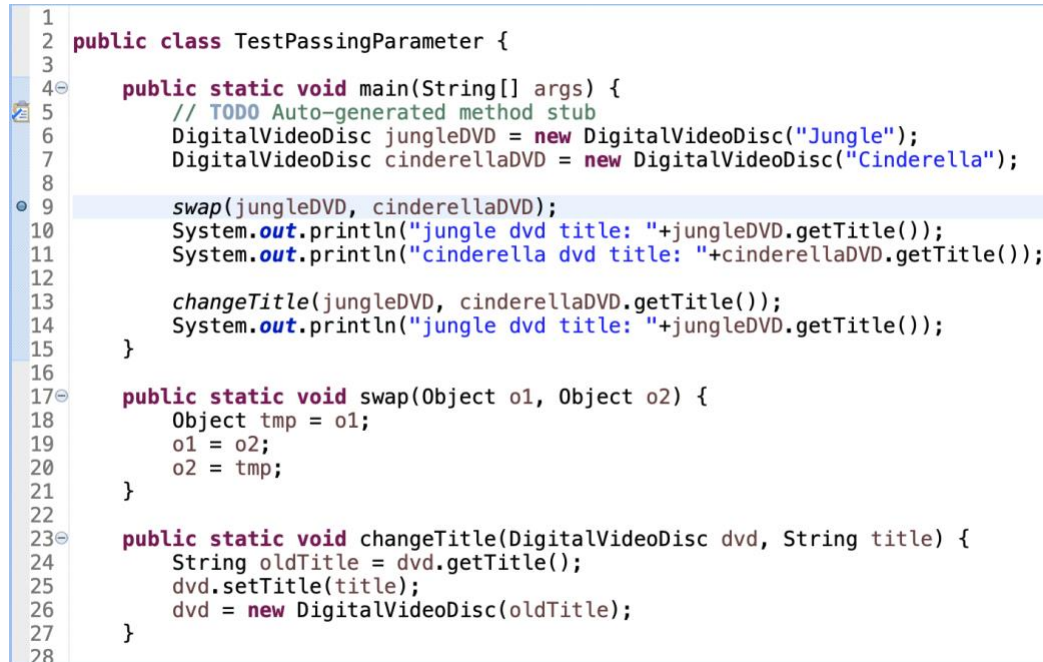 1
2 public class TestPassingParameter {
3
4 public static void main(String[] args) {
5 // TODO Auto-generated method stub
6 DigitalVideoDisc jungleDVD = new DigitalVideoDisc("Jungle");
7 DigitalVideoDisc cinderellaDVD = new DigitalVideoDisc("Cinderella");
8
9 swap(jungleDVD, cinderellaDVD);
10 System.out.println("jungle dvd title: "+jungleDVD.getTitle());
11 System.out.println("cinderella dvd title: "+cinderellaDVD.getTitle());
12
13 changeTitle(jungleDVD, cinderellaDVD.getTitle());
14 System.out.println("jungle dvd title: "+jungleDVD.getTitle());
15 }
16
17 public static void swap(Object o1, Object o2) {
18 Object tmp = o1;
19 o1 = o2;
20 o2 = tmp;
21 }
22
23 public static void changeTitle(DigitalVideoDisc dvd, String title) {
24 String oldTitle = dvd.getTitle();
25 dvd.setTitle(title);
26 dvd = new DigitalVideoDisc(oldTitle);
27 }
28